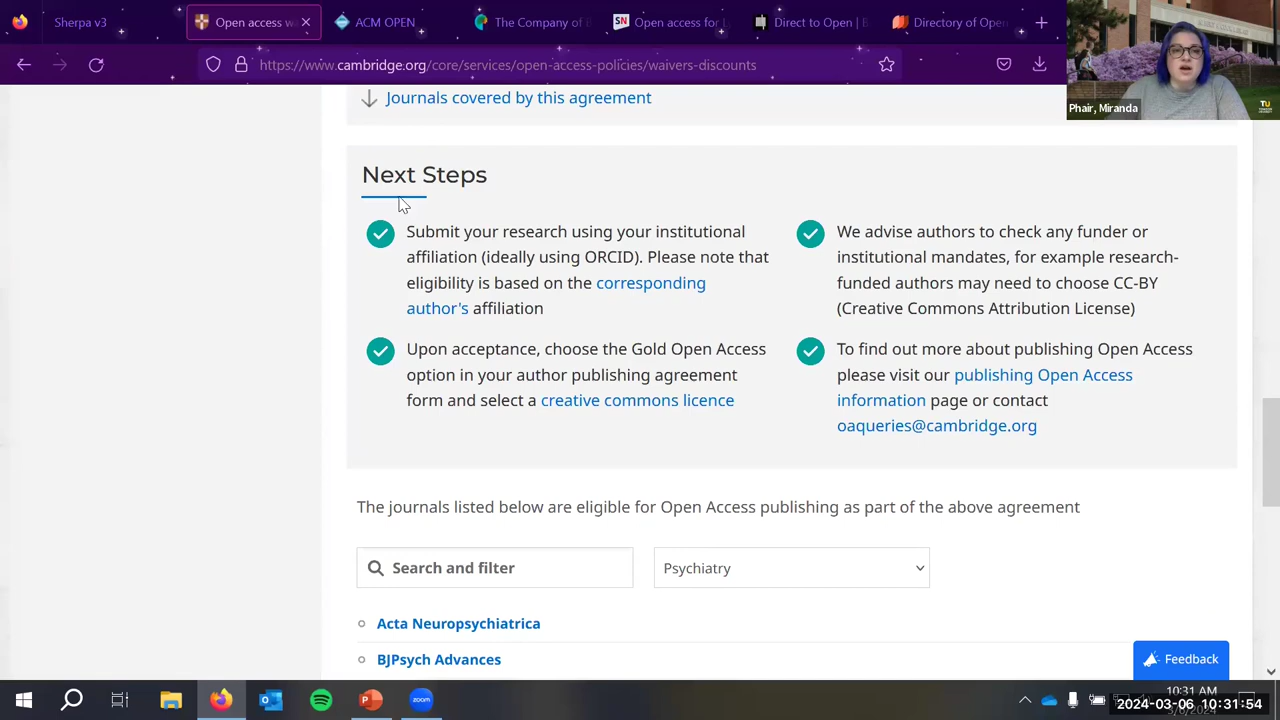 Sherpa v3
Open access wa
ACM OPEN
The Company of B
SN
Open access for L
Direct to Open | B
Directory of Open
https://www.cambridge.org/core/services/open-access-policies/waivers-discounts
Phair, Miranda
TU
Journals covered by this agreement
Next Steps
Submit your research using your institutional
affiliation (ideally using ORCID). Please note that
eligibility is based on the corresponding
author's affiliation
We advise authors to check any funder or
institutional mandates, for example research-
funded authors may need to choose CC-BY
(Creative Commons Attribution License)
Upon acceptance, choose the Gold Open Access
option in your author publishing agreement
form and select a creative commons licence
To find out more about publishing Open Access
please visit our publishing Open Access
information page or contact
oaqueries@cambridge.org
The journals listed below are eligible for Open Access publishing as part of the above agreement
Search and filter
Psychiatry
Acta Neuropsychiatrica
BJPsych Advances
Feedback
zoom
10:31 AM
2024-03-06 10:31:54